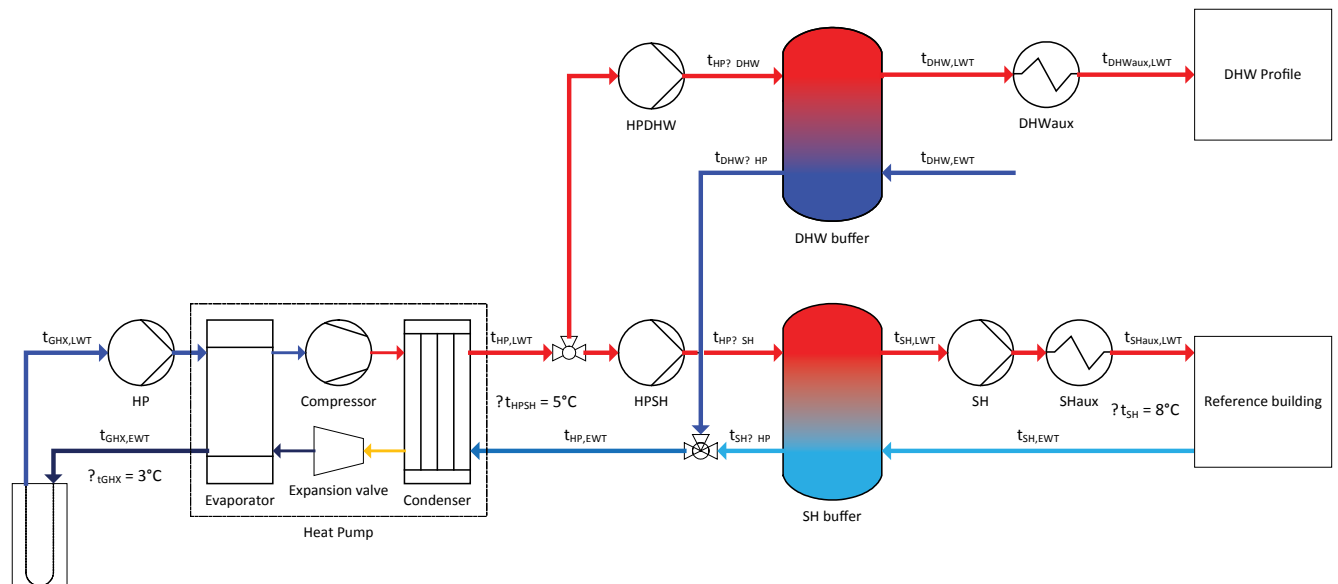 tHP? DHW
tDHW,LWT
tDHWaux,LWT
DHW Profile
HPDHW
DHWaux
tDHW? HP
tDHW,EWT
DHW buffer
tGHX,LWT
tHP,LWT
tHP? SH
tSH,LWT
tSHaux,LWT
HP
Compressor
?tHPSH = 5°C
HPSH
SH
SHaux
Reference building
?tSH = 8°C
tGHX,EWT
tHP,EWT
tSH? HP
tSH,EWT
?tGHX = 3°C
Evaporator
Expansion valve
Condenser
SH buffer
Heat Pump